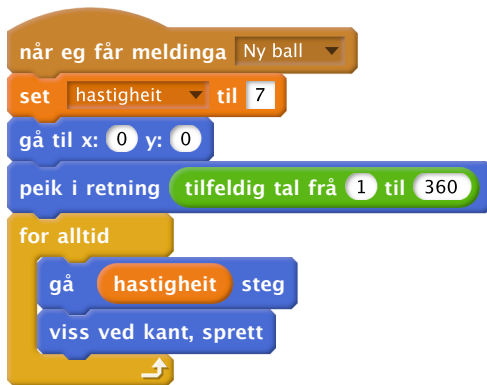 når eg får meldinga Ny ball
set hastigheit til 7
gå til x: 0 y: 0
peik i retning tilfeldig tal frå 1 til 360
for alltid
gå hastigheit steg
viss ved kant, sprett